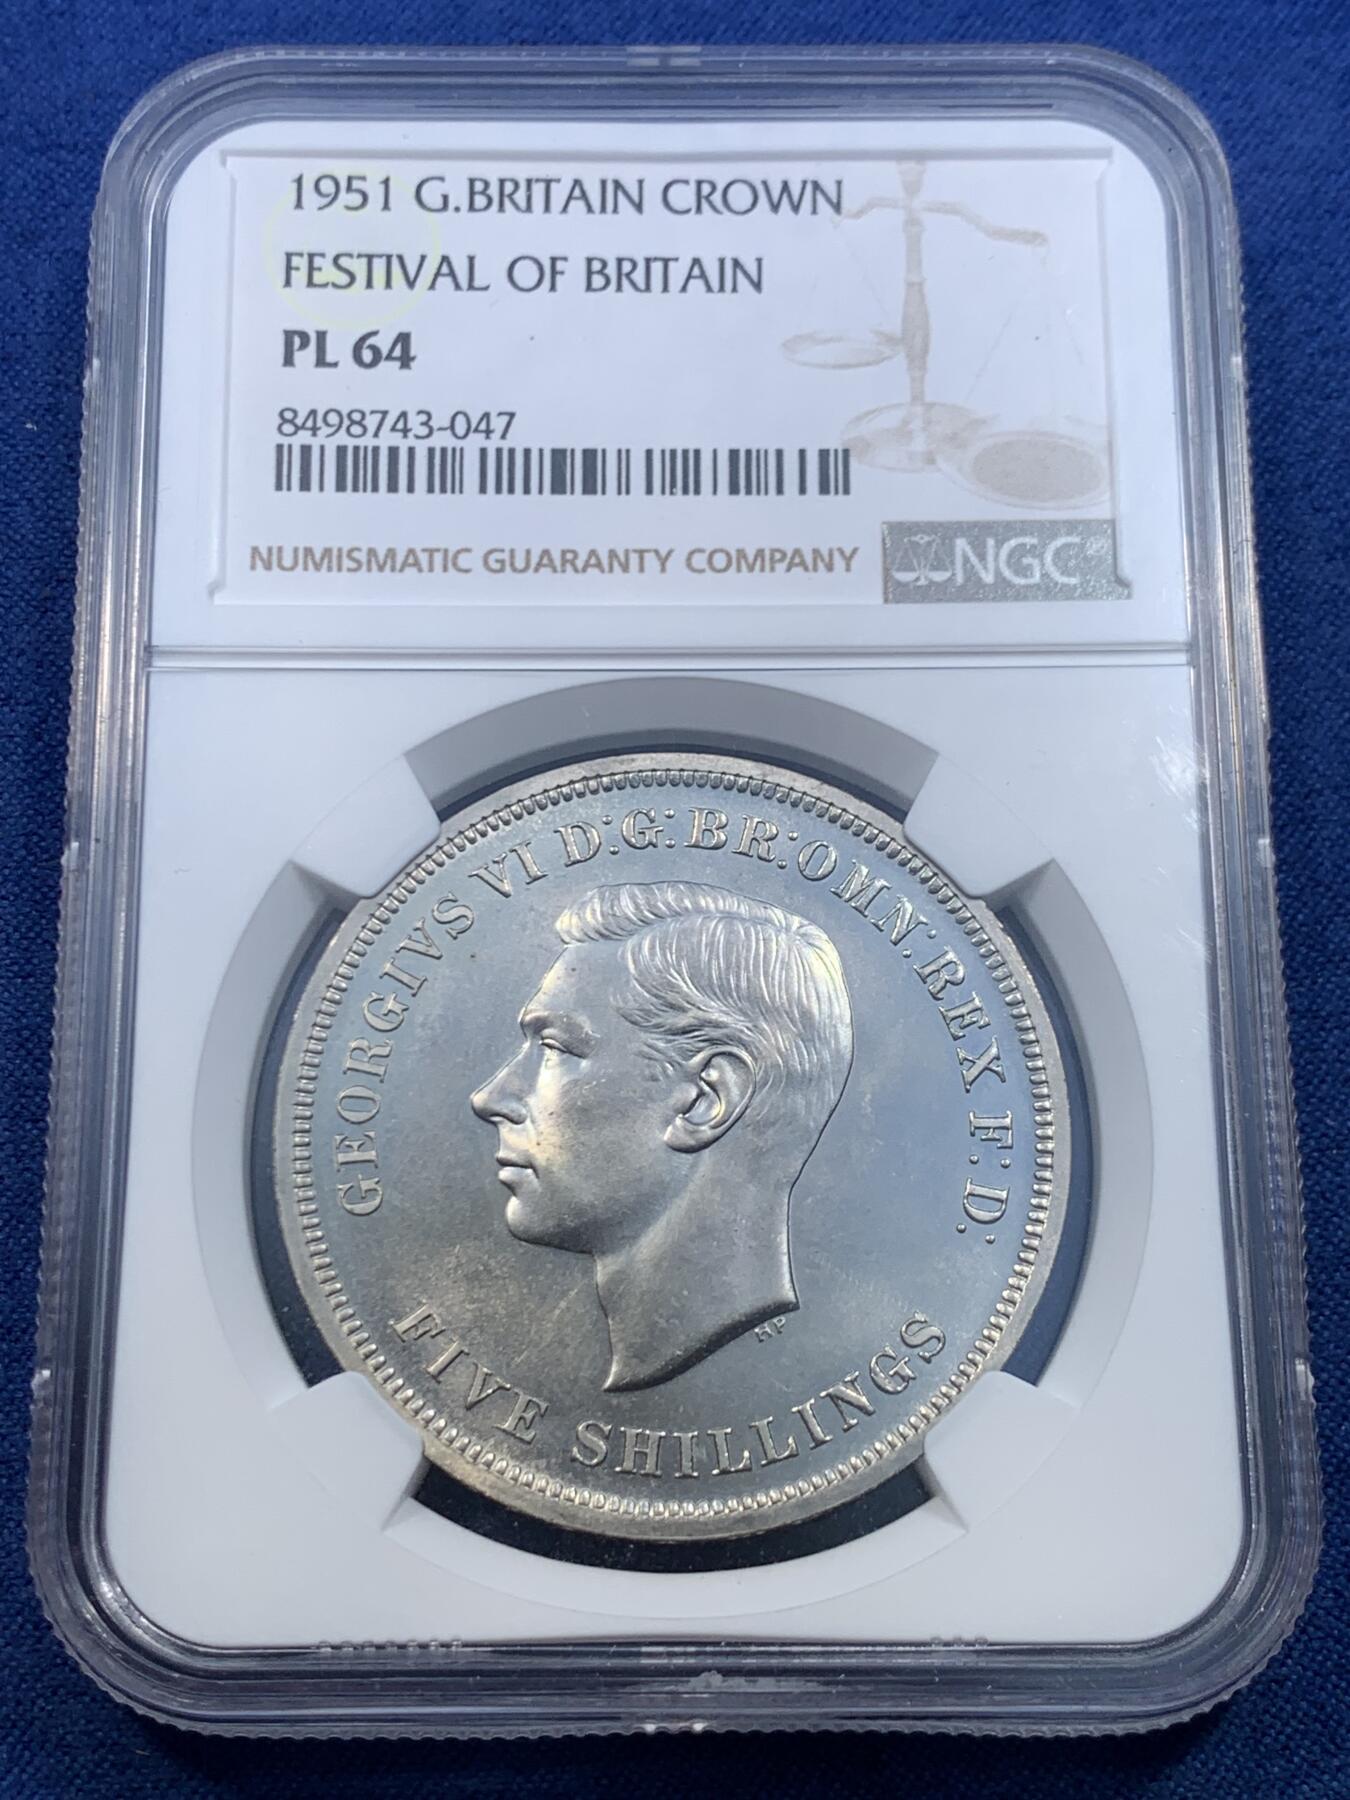 1951 G.BRITAIN CROWN
FESTIVAL OF BRITAIN
PL 64
8498743-047
NUMISMATIC GUARANTY COMPANY
NGC
GEORGIVS VI D:G:BR:OMN:REX F:D:
HP
FIVE SHILLINGS